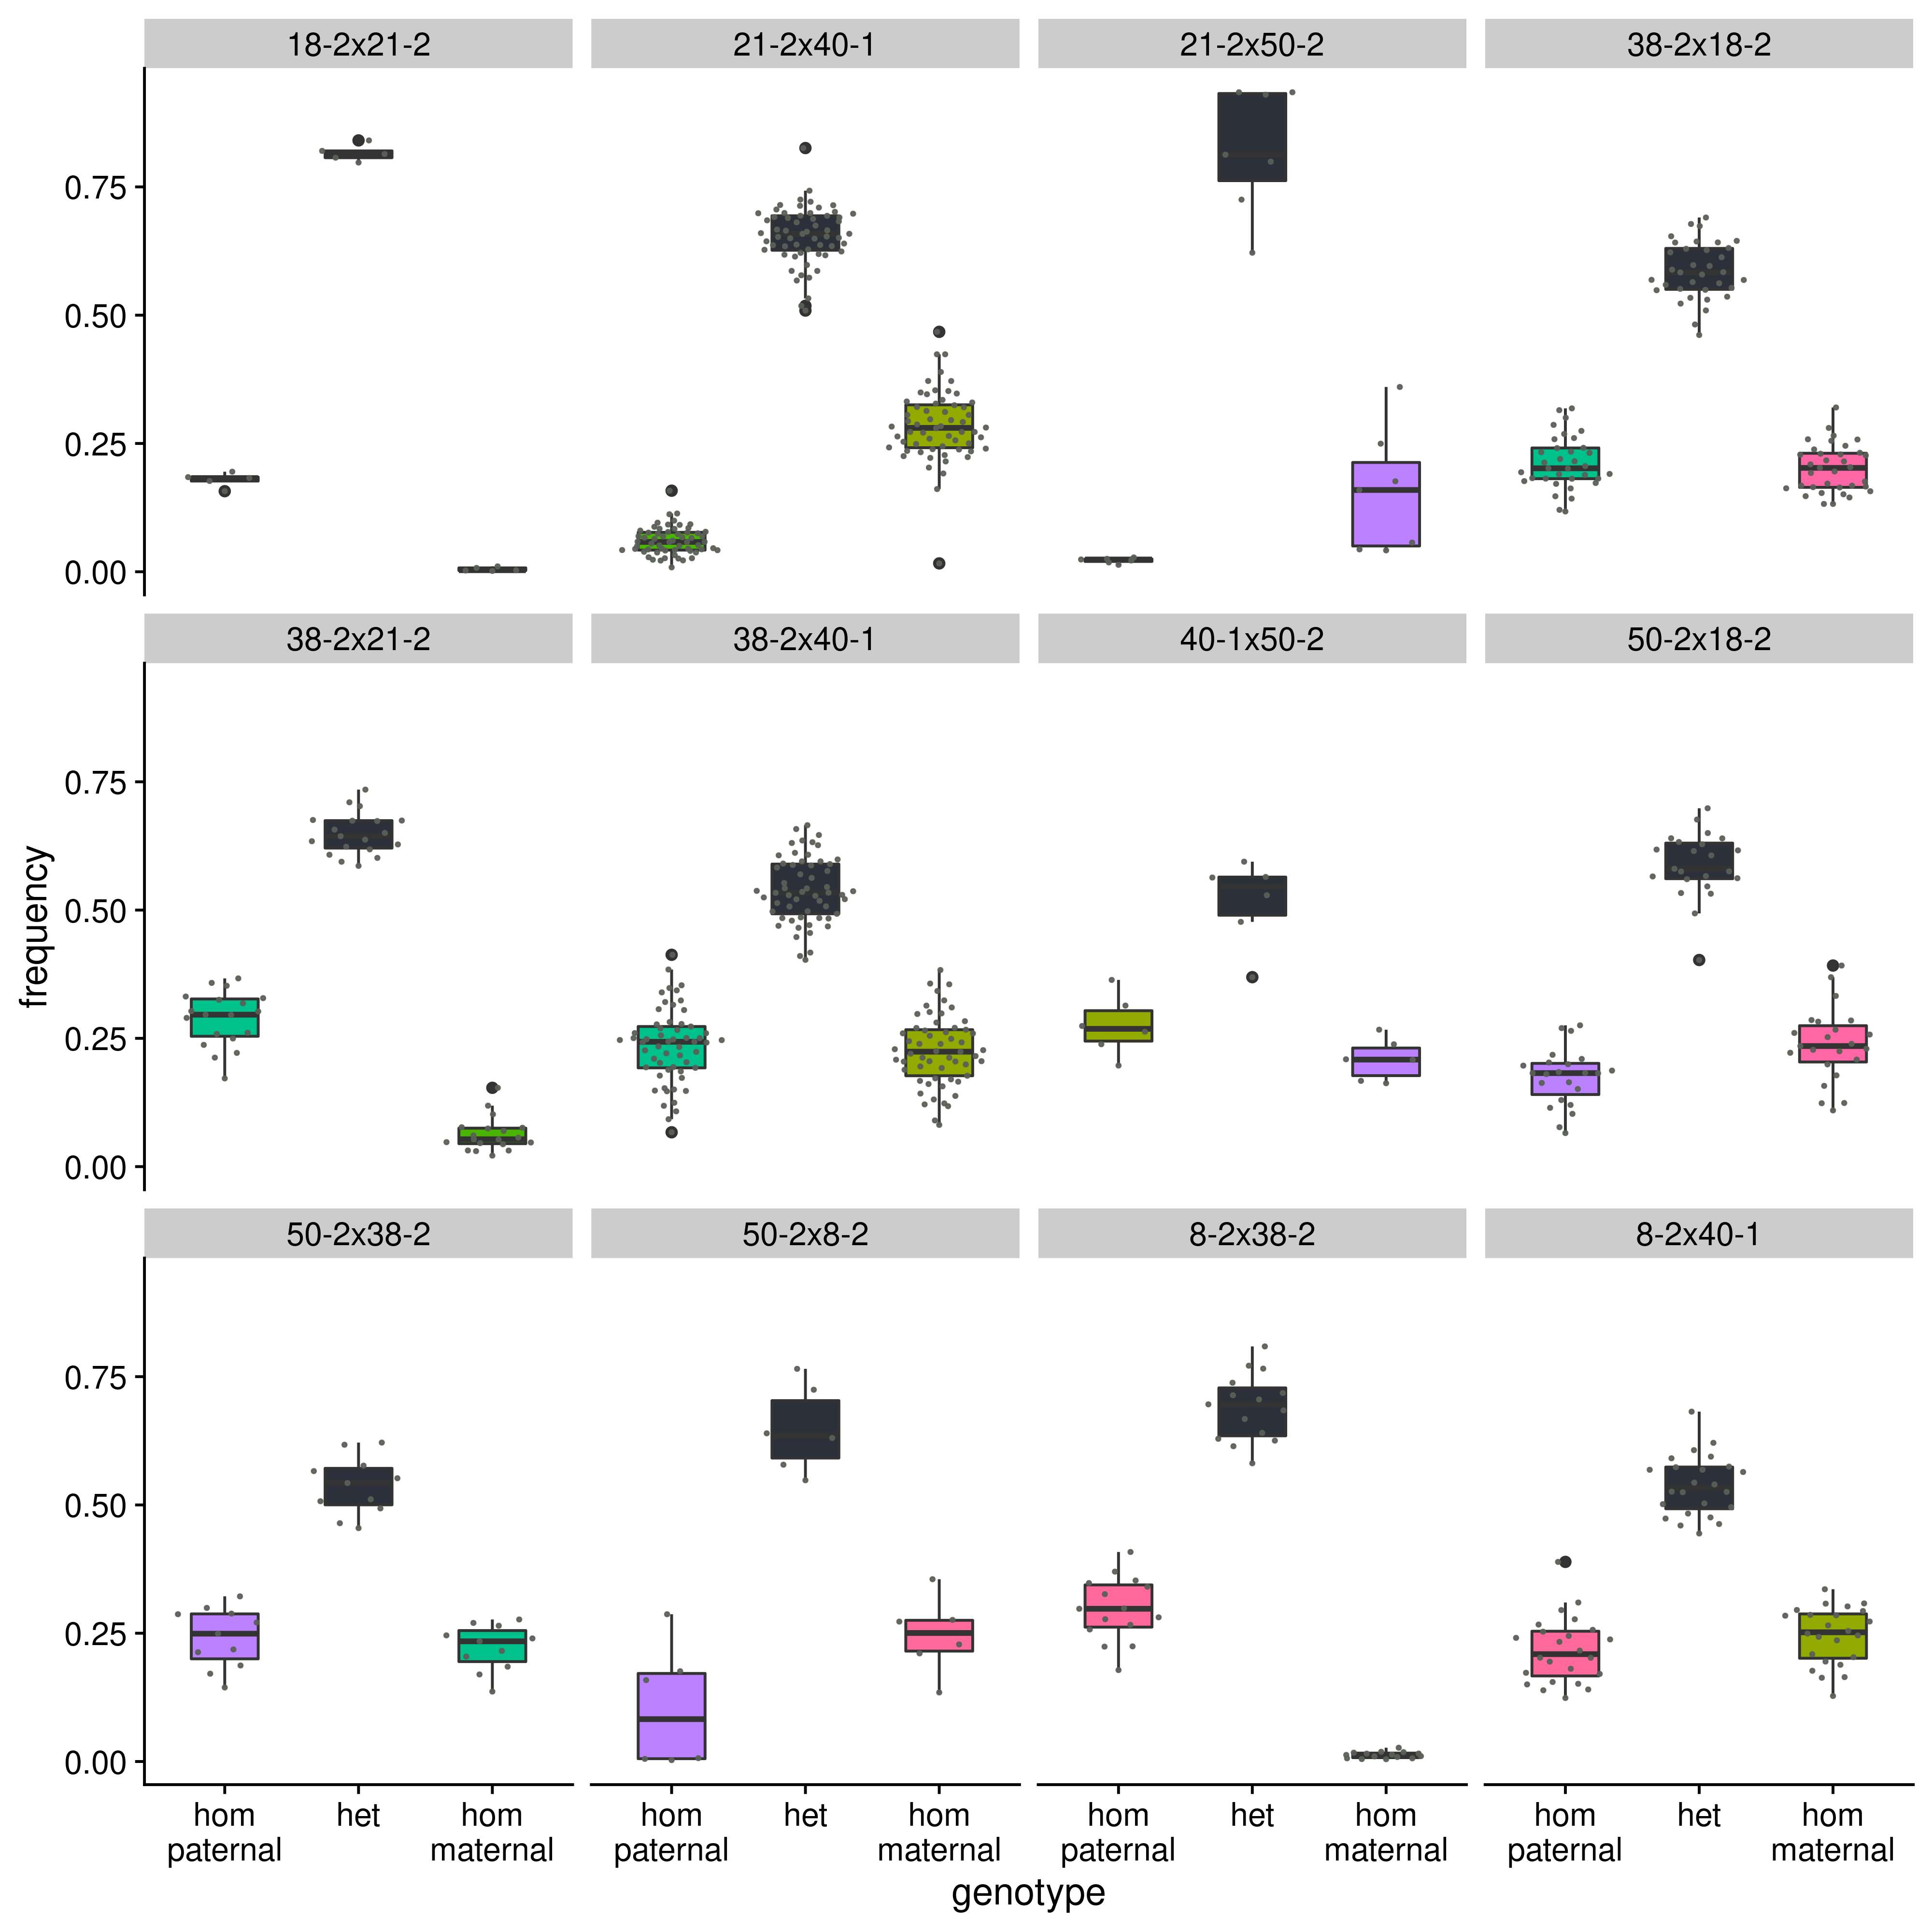 18-2x21-2 21-2x40-1 21-2x50-2 38-2x18-2
0.75
0.50
0.25
0.00
38-2x21-2 38-2x40-1 40-1x50-2 50-2x18-2
0.75
0.50
0.25
0.00
frequency
50-2x38-2 50-2x8-2 8-2x38-2 8-2x40-1
0.75
0.50
0.25
0.00
hom het hom hom het hom hom het hom hom het hom
paternal maternal paternal maternal paternal maternal paternal maternal
genotype